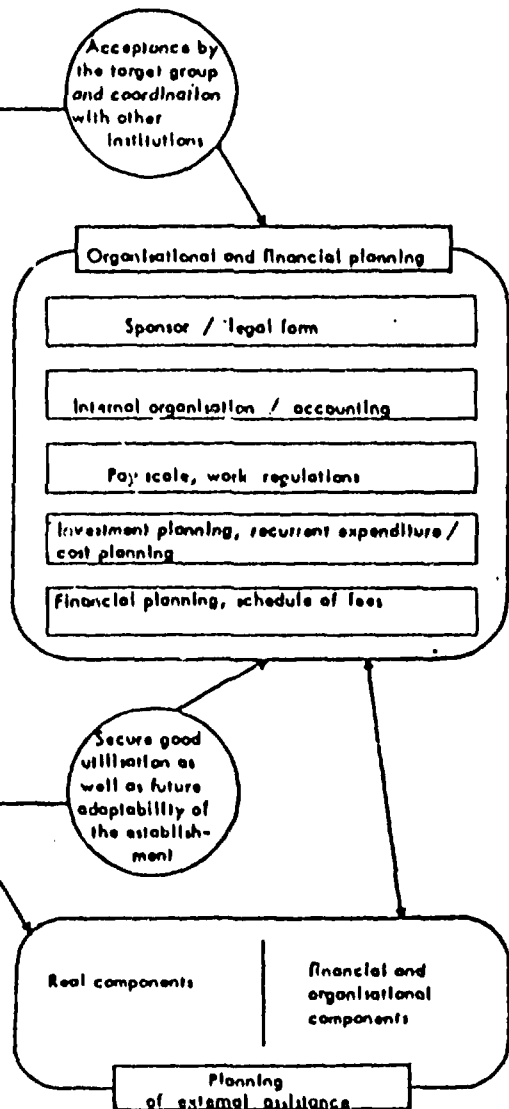 Acceptance by
the target group
and coordination
with other
institutions
Organisational and financial planning
Sponsor / legal form
Internal organisation / accounting
Pay scale, work regulations
Investment planning, recurrent expenditure /
cost planning
Financial planning, schedule of fees
Secure good
utilisation as
well as future
adaptability of
the establish-
ment
Real components
financial and
organisational
components
Planning
of external assistance